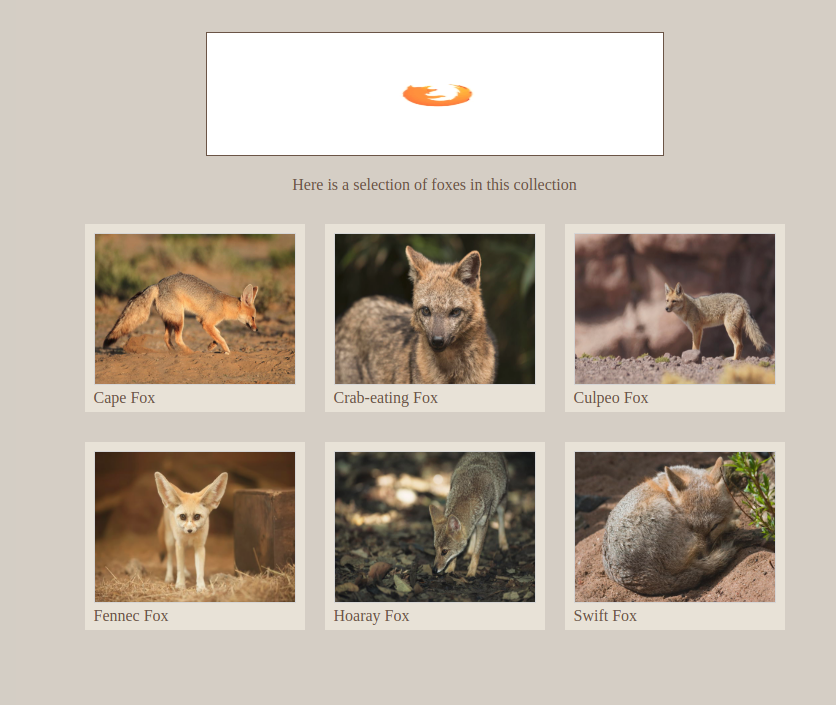 Here is a selection of foxes in this collection
Cape Fox
Crab-eating Fox
Culpeo Fox
Fennec Fox
Hoaray Fox
Swift Fox